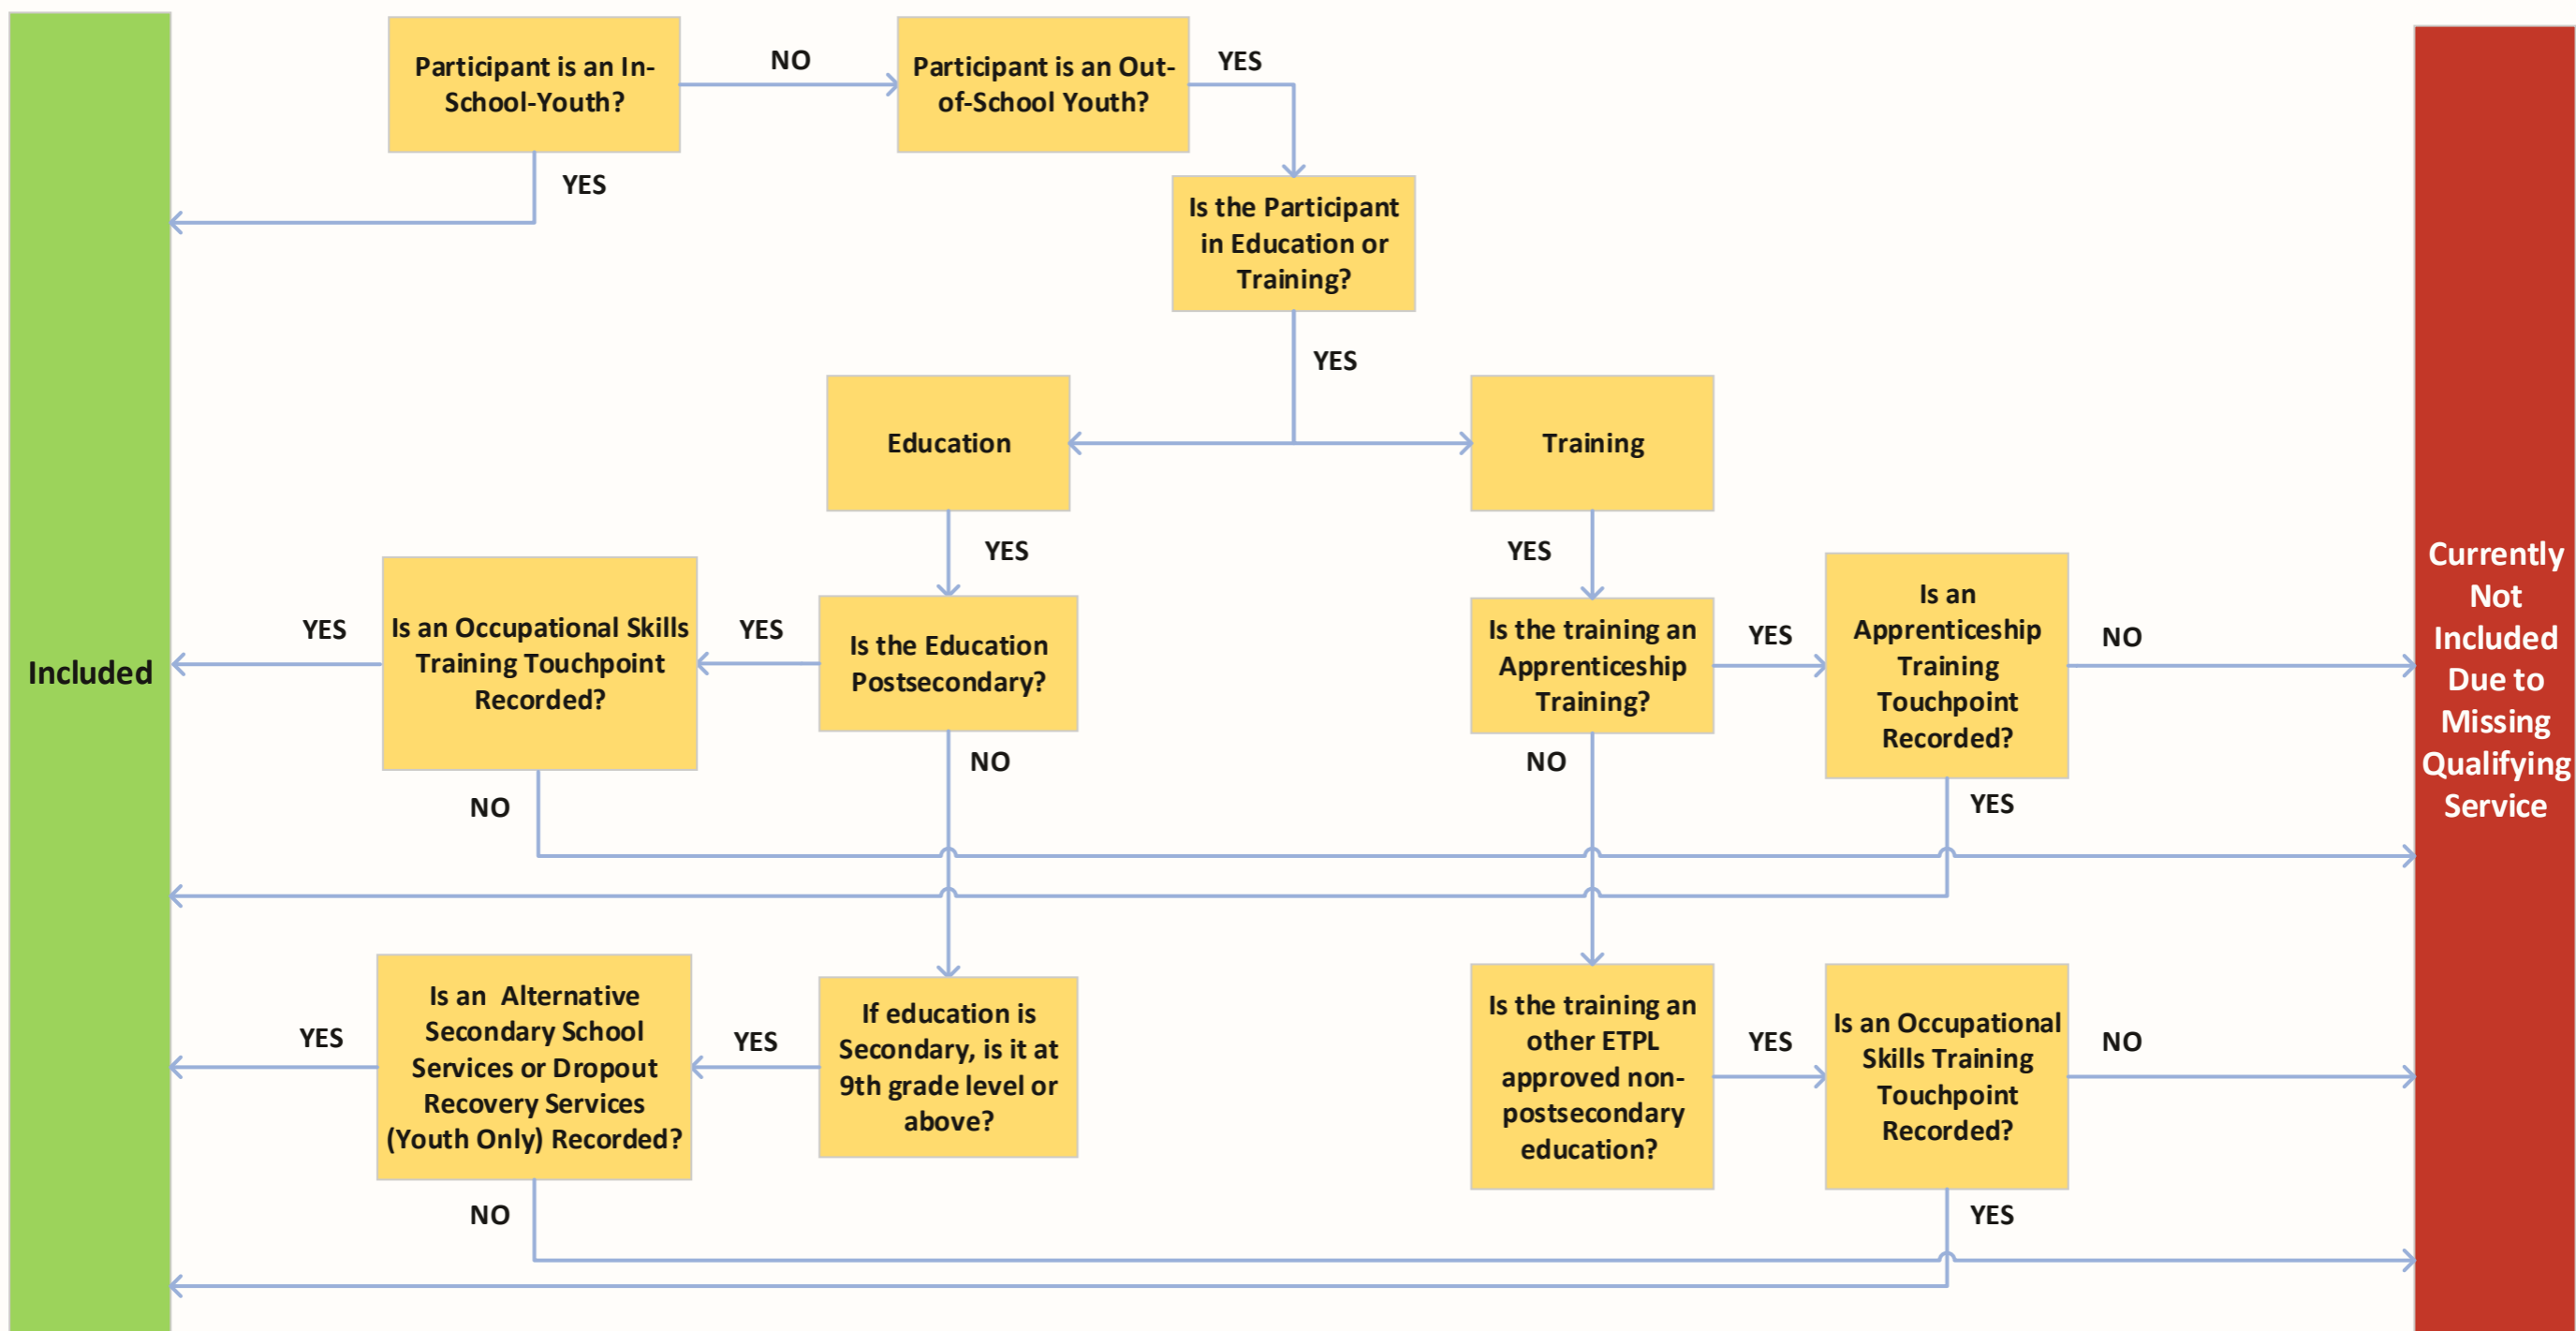 Participant is an In-
School-Youth?
NO
Participant is an Out-
of-School Youth?
YES
YES
Is the Participant
in Education or
Training?
YES
Education
Training
YES
YES
Included
YES
Is an Occupational Skills
Training Touchpoint
Recorded?
YES
Is the Education
Postsecondary?
Is the training an
Apprenticeship
Training?
YES
Is an
Apprenticeship
Training
Touchpoint
Recorded?
NO
Currently
Not
Included
Due to
Missing
Qualifying
Service
NO
NO
NO
YES
YES
Is an Alternative
Secondary School
Services or Dropout
Recovery Services
(Youth Only) Recorded?
YES
If education is
Secondary, is it at
9th grade level or
above?
Is the training an
other ETPL
approved non-
postsecondary
education?
YES
Is an Occupational
Skills Training
Touchpoint
Recorded?
NO
NO
YES